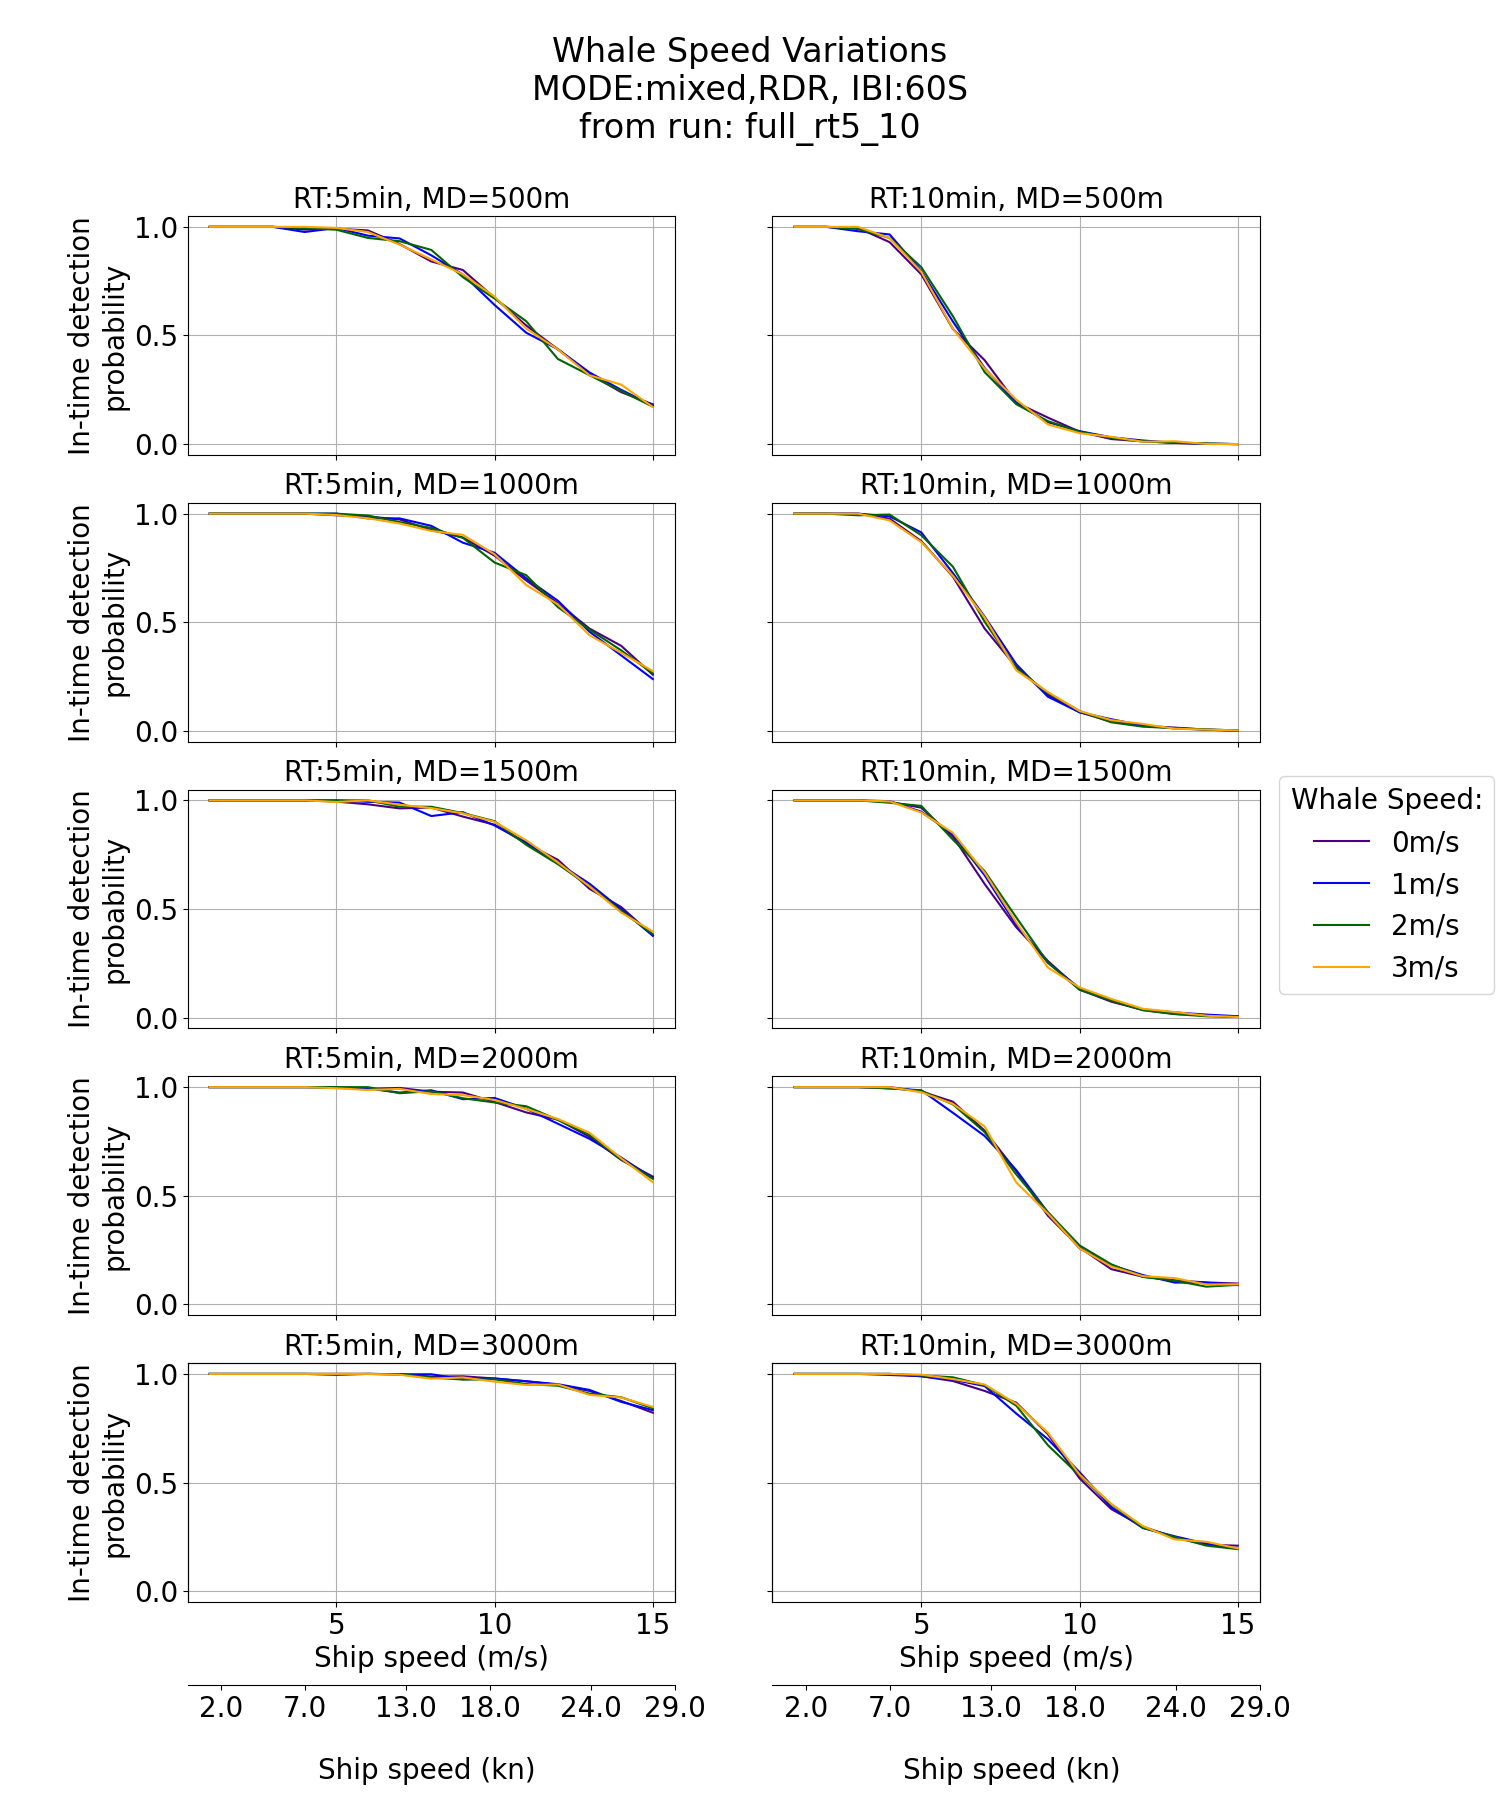 Whale Speed Variations
MODE:mixed,RDR, IBI:60S
from run: full_rt5_10
RT:5min, MD=500m
RT:10min, MD=500m
In-time detection
probability
1.0
0.5
0.0
RT:5min, MD=1000m
RT:10min, MD=1000m
In-time detection
probability
1.0
0.5
0.0
RT:5min, MD=1500m
RT:10min, MD=1500m
In-time detection
probability
1.0
0.5
0.0
Whale Speed:
0m/s
1m/s
2m/s
3m/s
RT:5min, MD=2000m
RT:10min, MD=2000m
In-time detection
probability
1.0
0.5
0.0
RT:5min, MD=3000m
RT:10min, MD=3000m
In-time detection
probability
1.0
0.5
0.0
5 10 15
5 10 15
Ship speed (m/s)
Ship speed (m/s)
2.0 7.0 13.0 18.0 24.0 29.0
2.0 7.0 13.0 18.0 24.0 29.0
Ship speed (kn)
Ship speed (kn)